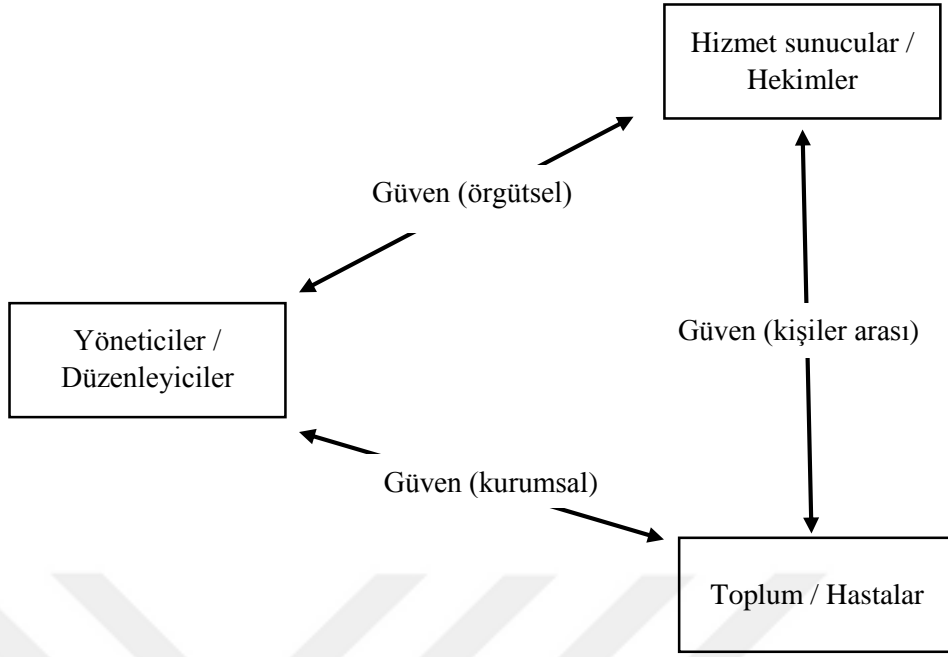 Hizmet sunucular /
Hekimler
Güven (örgütsel)
Yöneticiler /
Düzenleyiciler
Güven (kişiler arası)
Güven (kurumsal)
Toplum / Hastalar